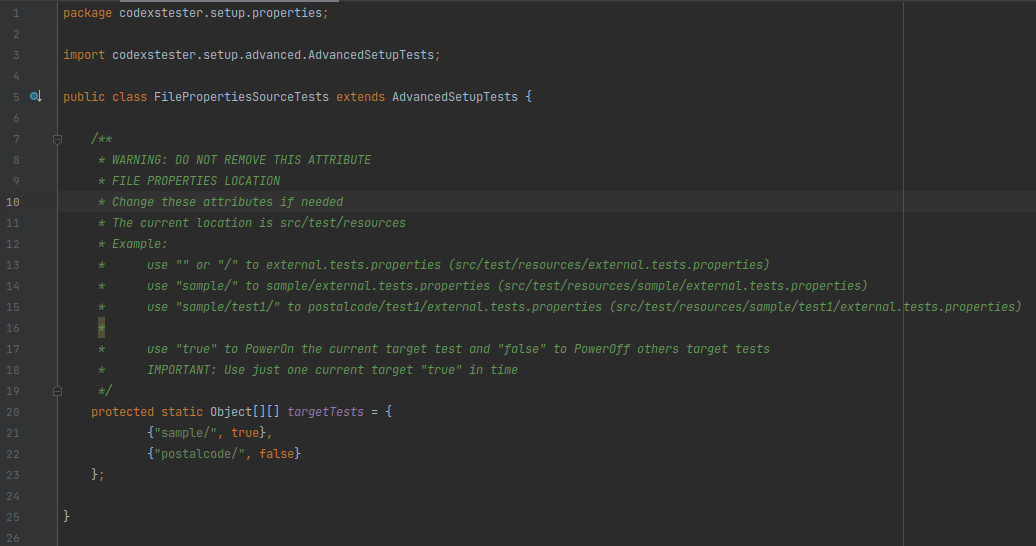 1 package codexstester.setup.properties;
2
3 import codexstester.setup.advanced.AdvancedSetupTests;
4
5 public class FilePropertiesSourceTests extends AdvancedSetupTests {
6
7 /**
8 * WARNING: DO NOT REMOVE THIS ATTRIBUTE
9 * FILE PROPERTIES LOCATION
10 * Change these attributes if needed
11 * The current location is src/test/resources
12 * Example:
13 * use "" or "/" to external.tests.properties (src/test/resources/external.tests.properties)
14 * use "sample/" to sample/external.tests.properties (src/test/resources/sample/external.tests.properties)
15 * use "sample/test1/" to postalcode/test1/external.tests.properties (src/test/resources/sample/test1/external.tests.properties)
16 *
17 * use "true" to PowerOn the current target test and "false" to PowerOff others target tests
18 * IMPORTANT: Use just one current target "true" in time
19 */
20 protected static Object[][] targetTests = {
21 {"sample/", true},
22 {"postalcode/", false}
23 };
24
25 }
26